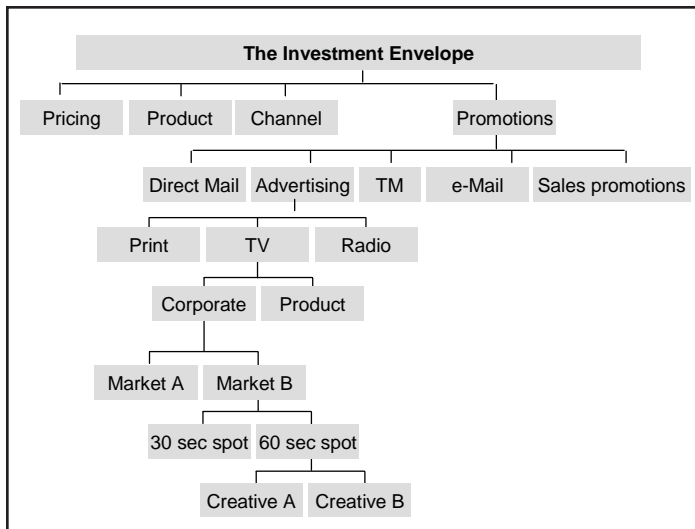 The Investment Envelope
Pricing
Product
Channel
Promotions
Direct Mail
Advertising
TM
e-Mail
Sales promotions
Print
TV
Radio
Corporate
Product
Market A
Market B
30 sec spot
60 sec spot
Creative A
Creative B